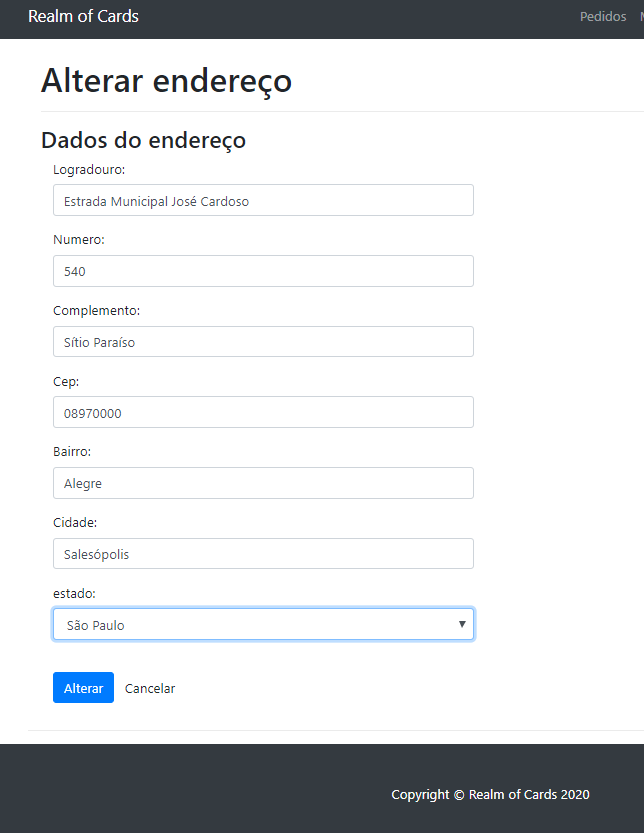 Realm of Cards Pedidos
Alterar endereço
Dados do endereço
Logradouro:
Estrada Municipal José Cardoso
Numero:
540
Complemento:
Sítio Paraíso
Cep:
08970000
Bairro:
Alegre
Cidade:
Salesópolis
estado:
São Paulo
Alterar Cancelar
Copyright © Realm of Cards 2020